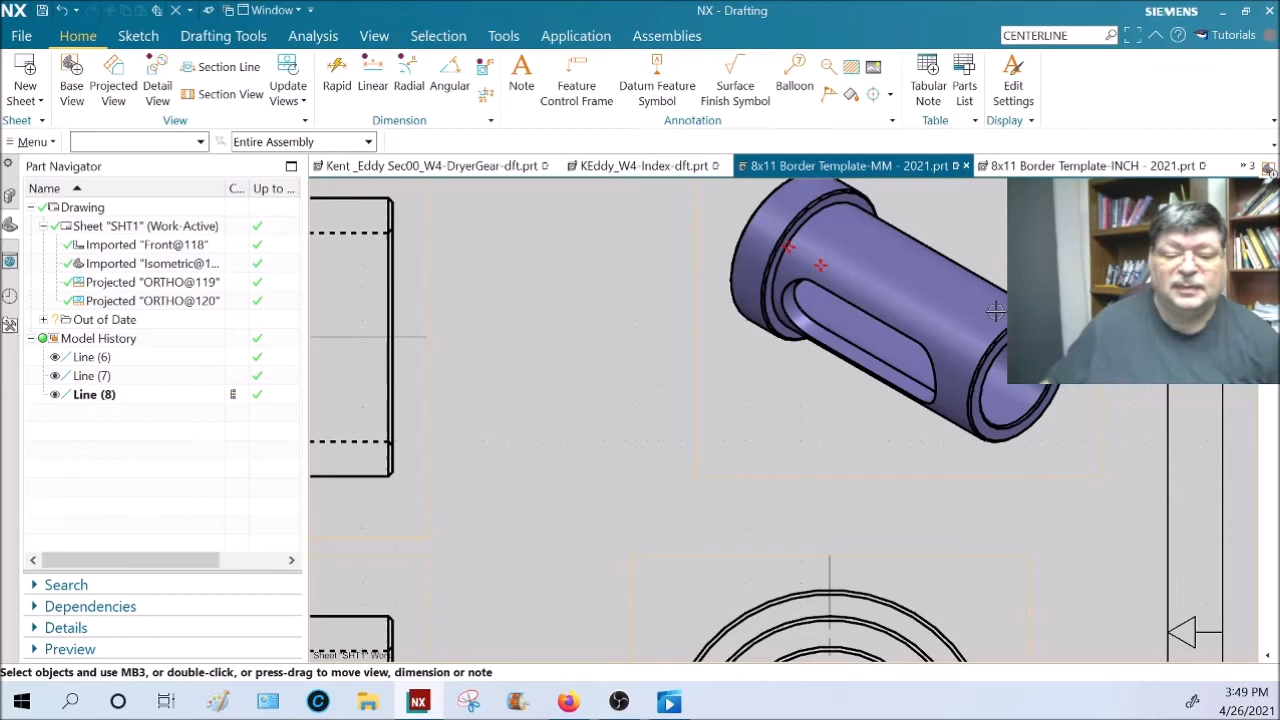 NX
Window
NX - Drafting
SIEMENS
File
Home
Sketch
Drafting Tools
Analysis
View
Selection
Tools
Application
Assemblies
CENTERLINE
Tutorials
New
Sheet
Base
View
Projected
View
Detail
View
Section Line
Section View
Update
Views
Rapid
Linear
Radial
Angular
Note
Feature
Control Frame
Datum Feature
Symbol
Surface
Finish Symbol
Balloon
Tabular
Note
Parts
List
Edit
Settings
Sheet
View
Dimension
Annotation
Table
Display
Menu
Entire Assembly
Part Navigator
Kent _Eddy Sec00_W4-DryerGear-dft.prt
KEddy_W4-Index-dft.prt
8x11 Border Template-MM - 2021.prt
8x11 Border Template-INCH - 2021.prt
3
Name
C...
Up to ...
Drawing
Sheet "SHT1" (Work-Active)
Imported "Front@118"
Imported "Isometric@1...
Projected "ORTHO@119"
Projected "ORTHO@120"
Out of Date
Model History
Line (6)
Line (7)
Line (8)
Search
Dependencies
Details
Preview
Sheet "SHT1" Work
Select objects and use MB3, or double-click, or press-drag to move view, dimension or note
3:49 PM
4/26/2021